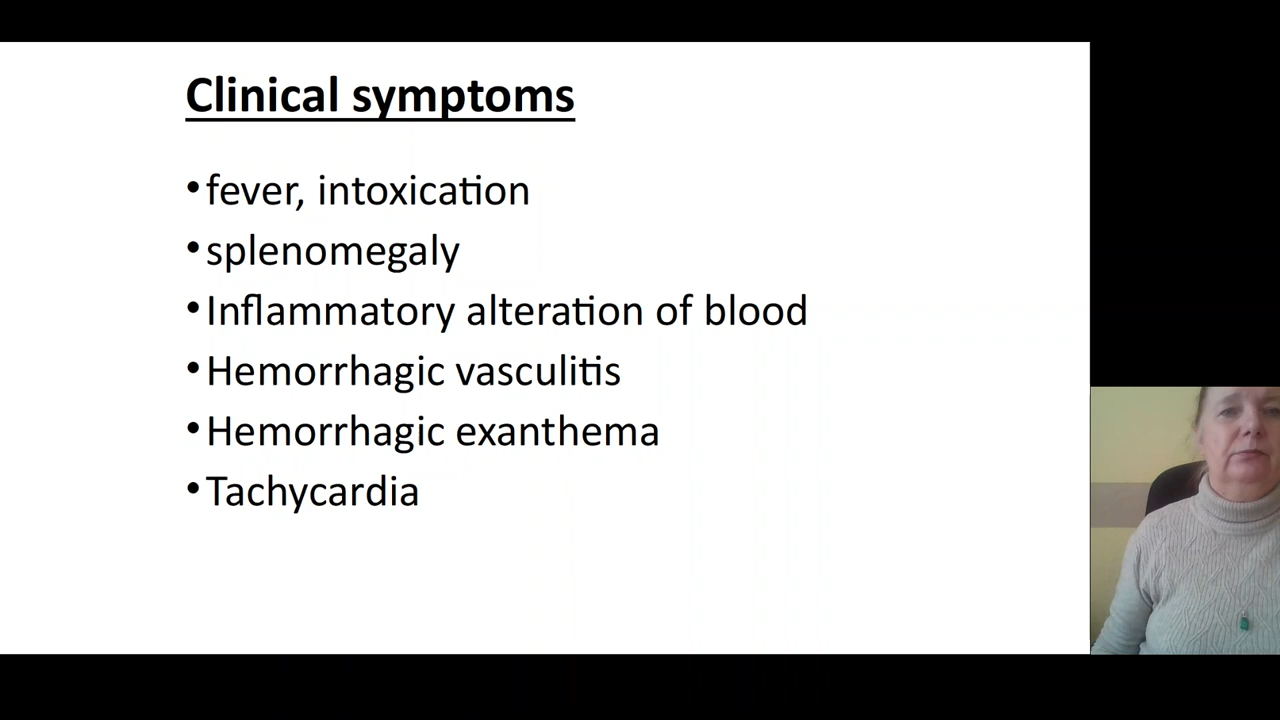 Clinical symptoms
•fever, intoxication
•splenomegaly
•Inflammatory alteration of blood
•Hemorrhagic vasculitis
•Hemorrhagic exanthema
•Tachycardia